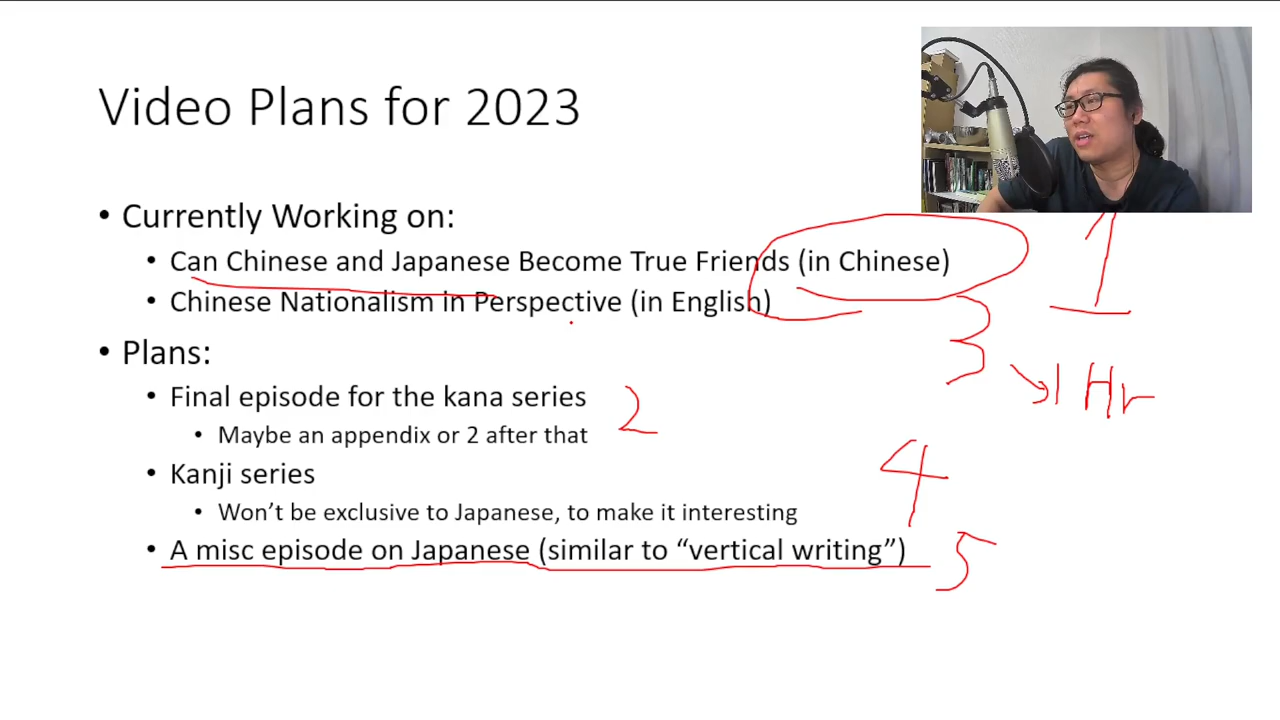 Video Plans for 2023
• Currently Working on:
• Can Chinese and Japanese Become True Friends (in Chinese)
1
• Chinese Nationalism in Perspective (in English)
3
→ 1 Hr
• Plans:
• Final episode for the kana series
2
• Maybe an appendix or 2 after that
• Kanji series
4
• Won't be exclusive to Japanese, to make it interesting
• A misc episode on Japanese (similar to “vertical writing”)
5